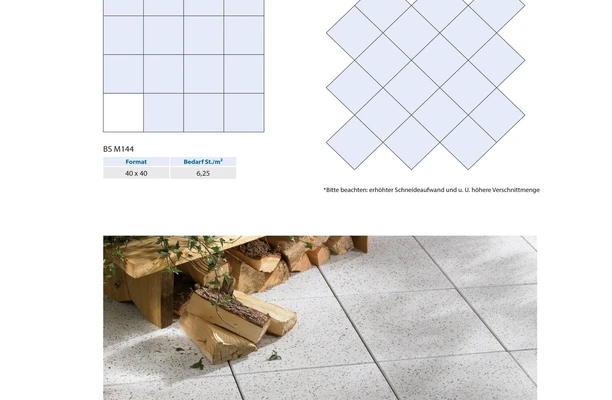 BS M144
Format Bedarf St./m²
40 x 40 6,25
*Bitte beachten: erhöhter Schneideaufwand und u. U. höhere Verschnittmenge